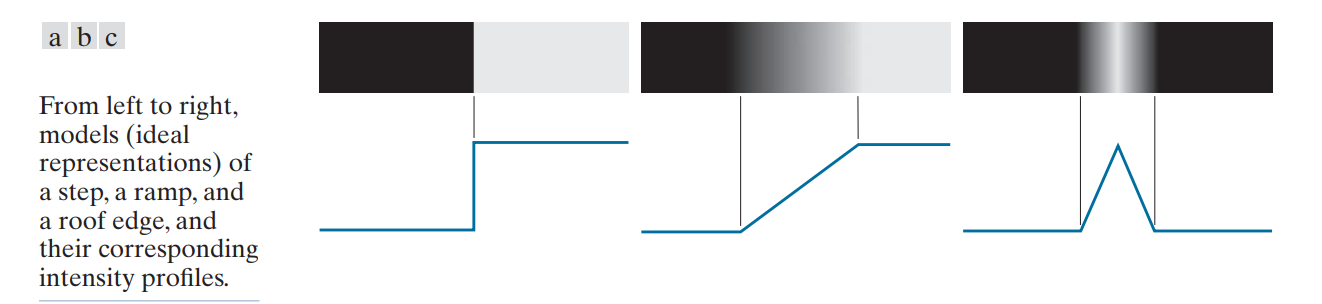 a b c
From left to right,
models (ideal
representations) of
a step, a ramp, and
a roof edge, and
their corresponding
intensity profiles.